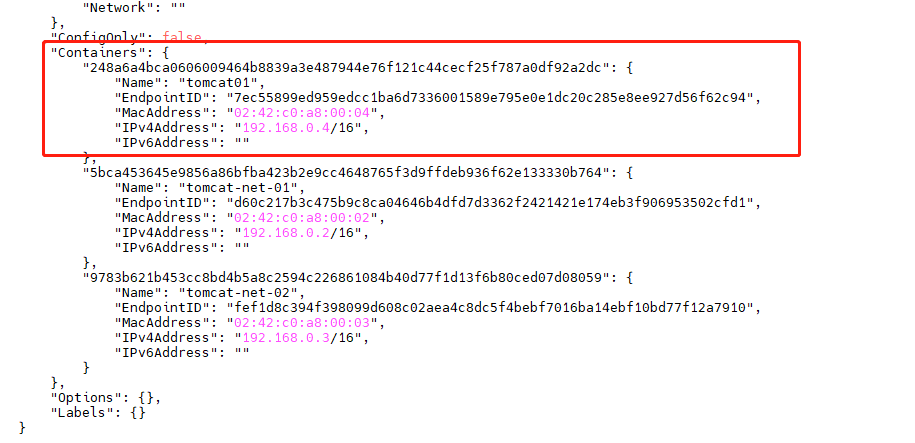 "Network": ""
},
"ConfigOnly": false,
"Containers": {
"248a6a4bca0606009464b8839a3e487944e76f121c44cecf25f787a0df92a2dc": {
"Name": "tomcat01",
"EndpointID": "7ec55899ed959edcc1ba6d7336001589e795e0e1dc20c285e8ee927d56f62c94",
"MacAddress": "02:42:c0:a8:00:04",
"IPv4Address": "192.168.0.4/16",
"IPv6Address": ""
},
"5bca453645e9856a86bfba423b2e9cc4648765f3d9ffdeb936f62e133330b764": {
"Name": "tomcat-net-01",
"EndpointID": "d60c217b3c475b9c8ca04646b4dfd7d3362f2421421e174eb3f906953502cfd1",
"MacAddress": "02:42:c0:a8:00:02",
"IPv4Address": "192.168.0.2/16",
"IPv6Address": ""
},
"9783b621b453cc8bd4b5a8c2594c226861084b40d77f1d13f6b80ced07d08059": {
"Name": "tomcat-net-02",
"EndpointID": "fef1d8c394f398099d608c02aea4c8dc5f4bebf7016ba14ebf10bd77f12a7910",
"MacAddress": "02:42:c0:a8:00:03",
"IPv4Address": "192.168.0.3/16",
"IPv6Address": ""
}
},
"Options": {},
"Labels": {}
}